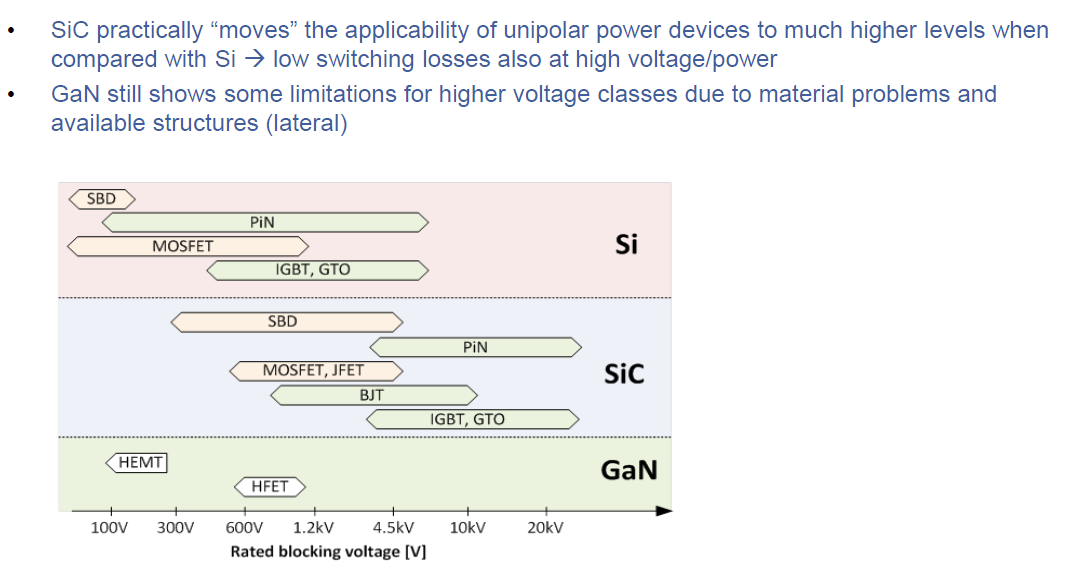 • SiC practically “moves” the applicability of unipolar power devices to much higher levels when
compared with Si → low switching losses also at high voltage/power
• GaN still shows some limitations for higher voltage classes due to material problems and
available structures (lateral)
SBD
PiN
MOSFET
IGBT, GTO
Si
SBD
PiN
MOSFET, JFET
BJT
IGBT, GTO
SiC
HEMT
HFET
GaN
100V 300V 600V 1.2kV 4.5kV 10kV 20kV
Rated blocking voltage [V]